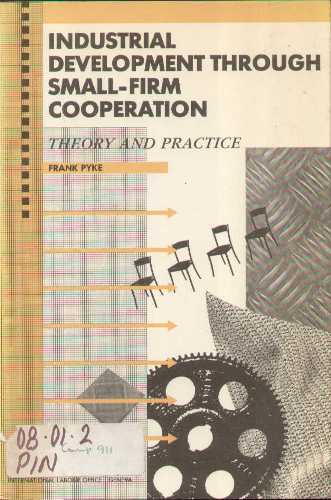 INDUSTRIAL
DEVELOPMENT THROUGH
SMALL-FIRM
COOPERATION
THEORY AND PRACTICE
FRANK PYKE
08.01.2
PIN
INTERNATIONAL LABOUR OFFICE GENEVA